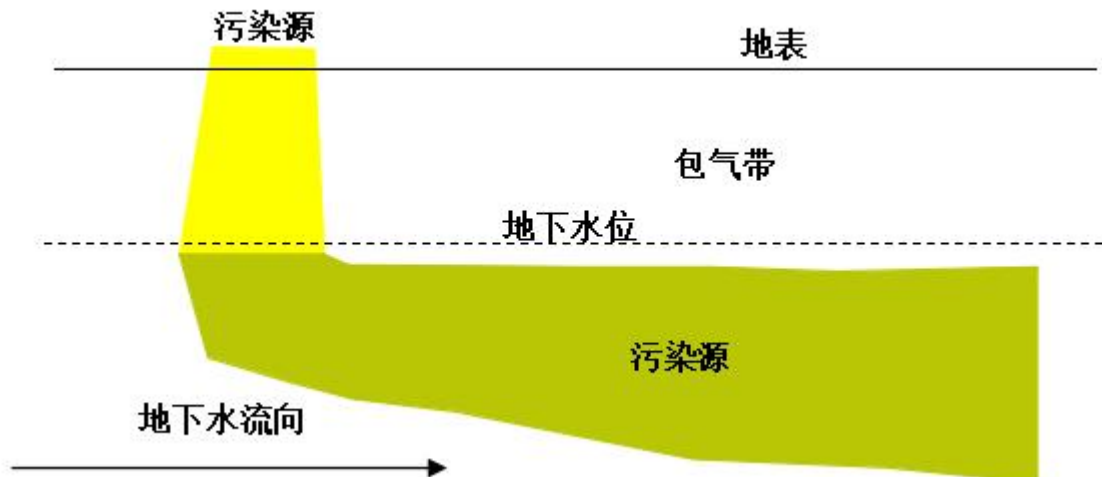 污染源
地表
包气带
地下水位
污染源
地下水流向